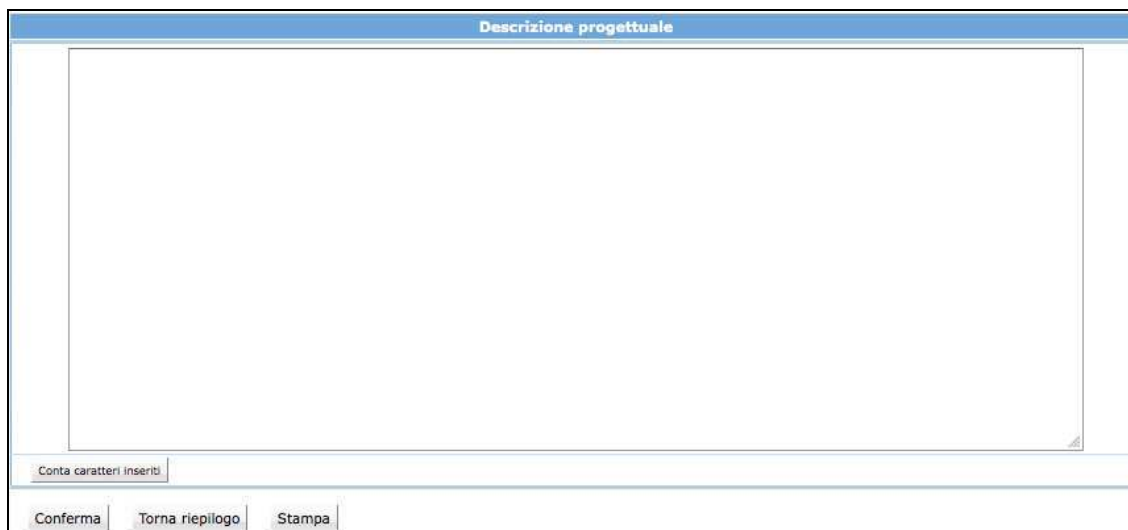 Descrizione progettuale
Conta caratteri inseriti
Conferma Torna riepilogo Stampa